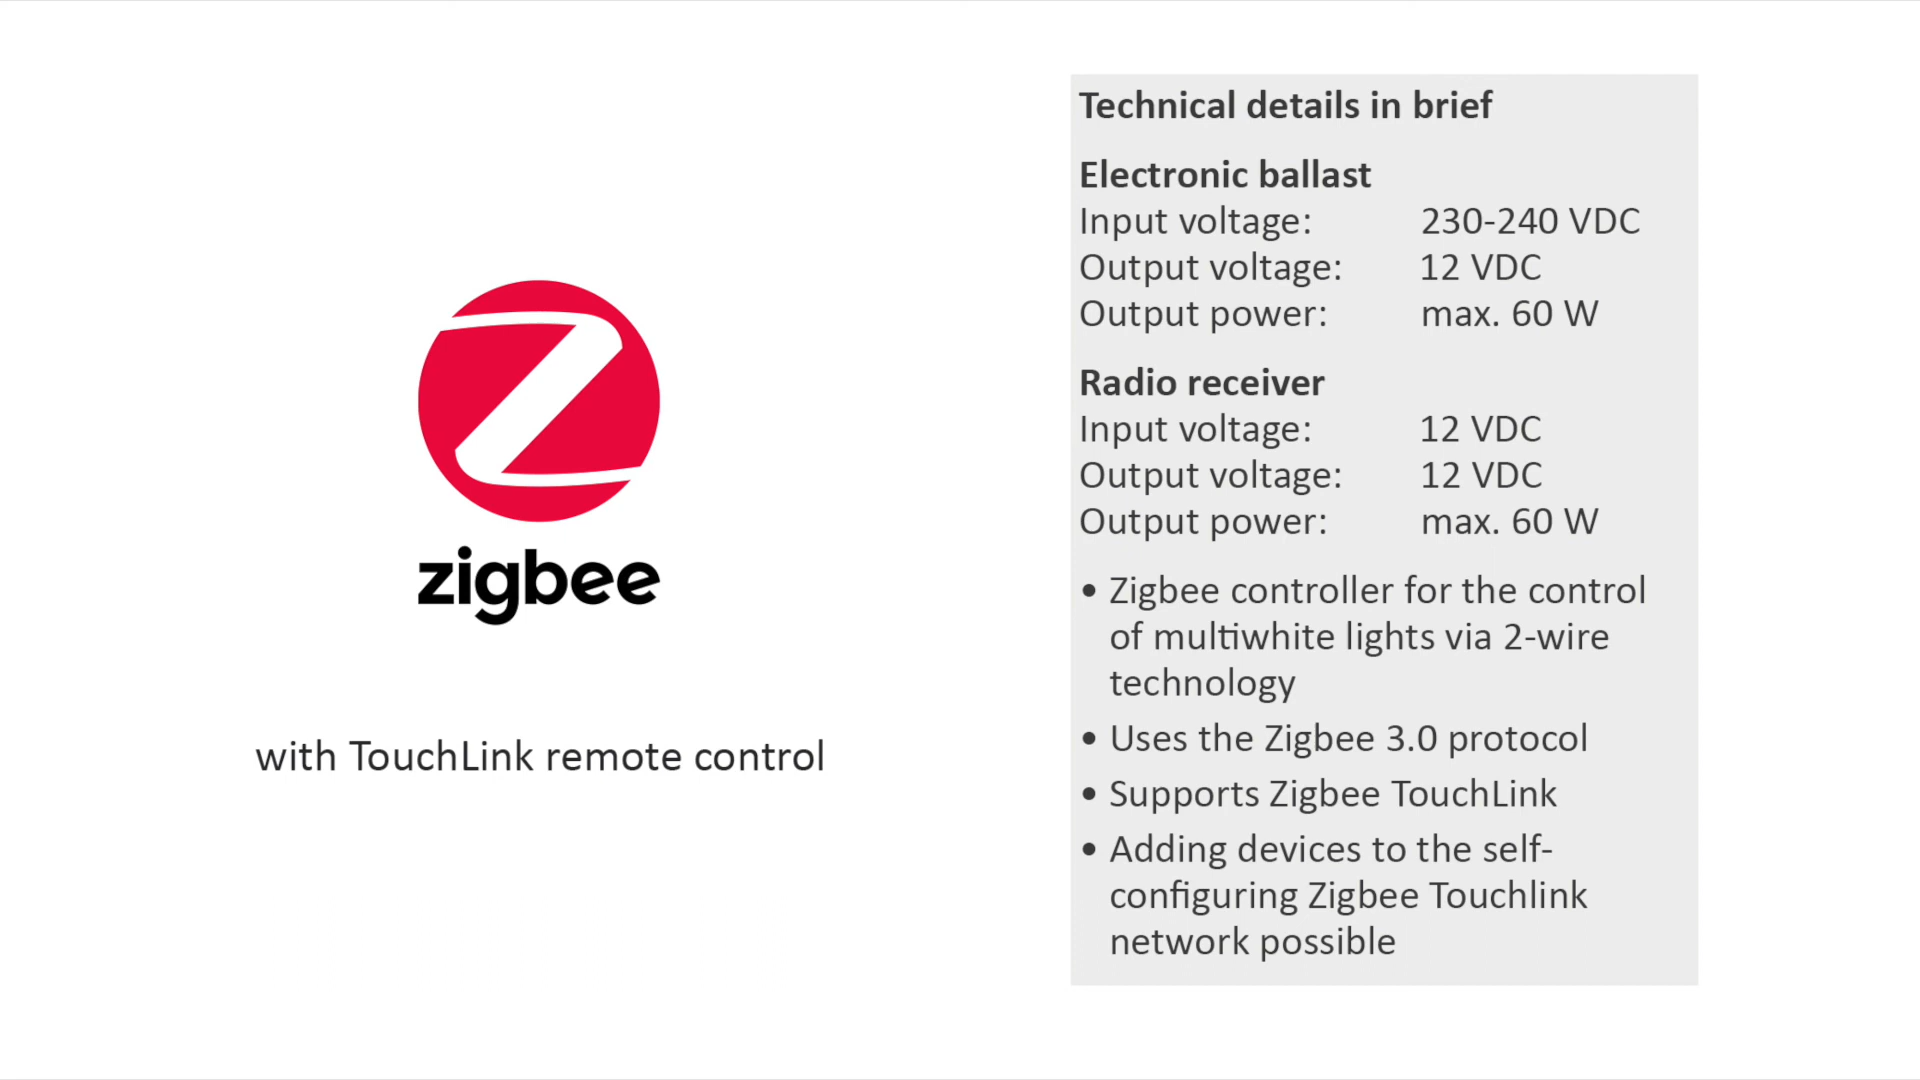 zigbee
with TouchLink remote control
Technical details in brief
Electronic ballast
Input voltage: 230-240 VDC
Output voltage: 12 VDC
Output power: max. 60 W
Radio receiver
Input voltage: 12 VDC
Output voltage: 12 VDC
Output power: max. 60 W
• Zigbee controller for the control
of multiwhite lights via 2-wire
technology
• Uses the Zigbee 3.0 protocol
• Supports Zigbee TouchLink
• Adding devices to the self-
configuring Zigbee Touchlink
network possible